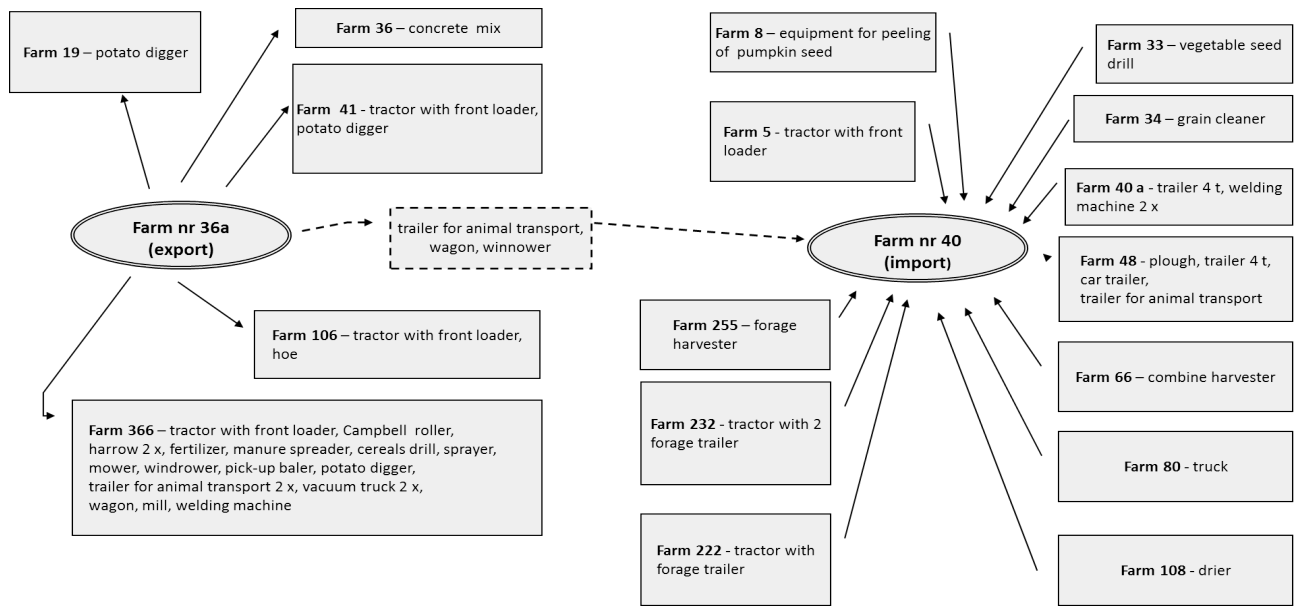 Farm 19 – potato digger
Farm 36 – concrete  mix
Farm  41 - tractor with front loader,
potato digger
Farm nr 36a
(export)
trailer for animal transport,
wagon, winnower
Farm 106 – tractor with front loader,
hoe
Farm 366 – tractor with front loader, Campbell  roller,
harrow 2 x, fertilizer, manure spreader, cereals drill, sprayer,
mower, windrower, pick-up baler, potato digger,
trailer for animal transport 2 x, vacuum truck 2 x,
wagon, mill, welding machine
Farm 8 – equipment for peeling
of  pumpkin seed
Farm 5 - tractor with front
loader
Farm 33 – vegetable seed
drill
Farm 34 – grain cleaner
Farm 40 a - trailer 4 t, welding
machine 2 x
Farm nr 40
(import)
Farm 48 - plough, trailer 4 t,
car trailer,
trailer for animal transport
Farm 255 – forage
harvester
Farm 66 – combine harvester
Farm 232 - tractor with 2
forage trailer
Farm 80 - truck
Farm 222 - tractor with
forage trailer
Farm 108 - drier